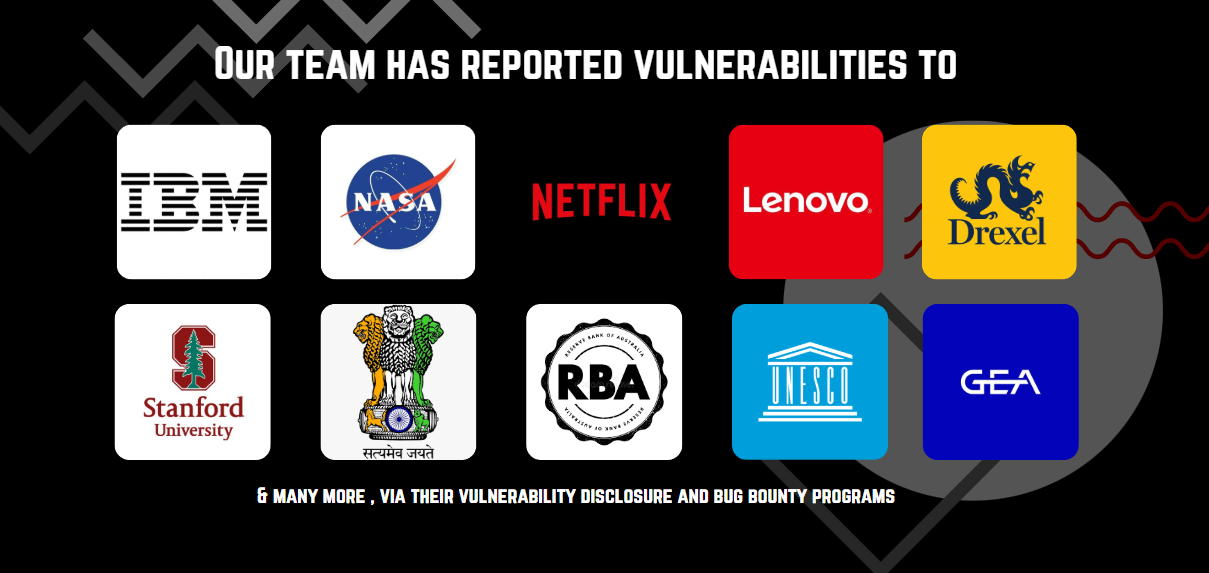 Our team has reported vulnerabilities to
IBM
NASA
NETFLIX
Lenovo
Drexel
Stanford
University
सत्यमेव जयते
RESERVE BANK OF AUSTRALIA
RBA
RESERVE BANK OF AUSTRALIA
UNESCO
GEA
& many more , via their vulnerability disclosure and bug bounty programs